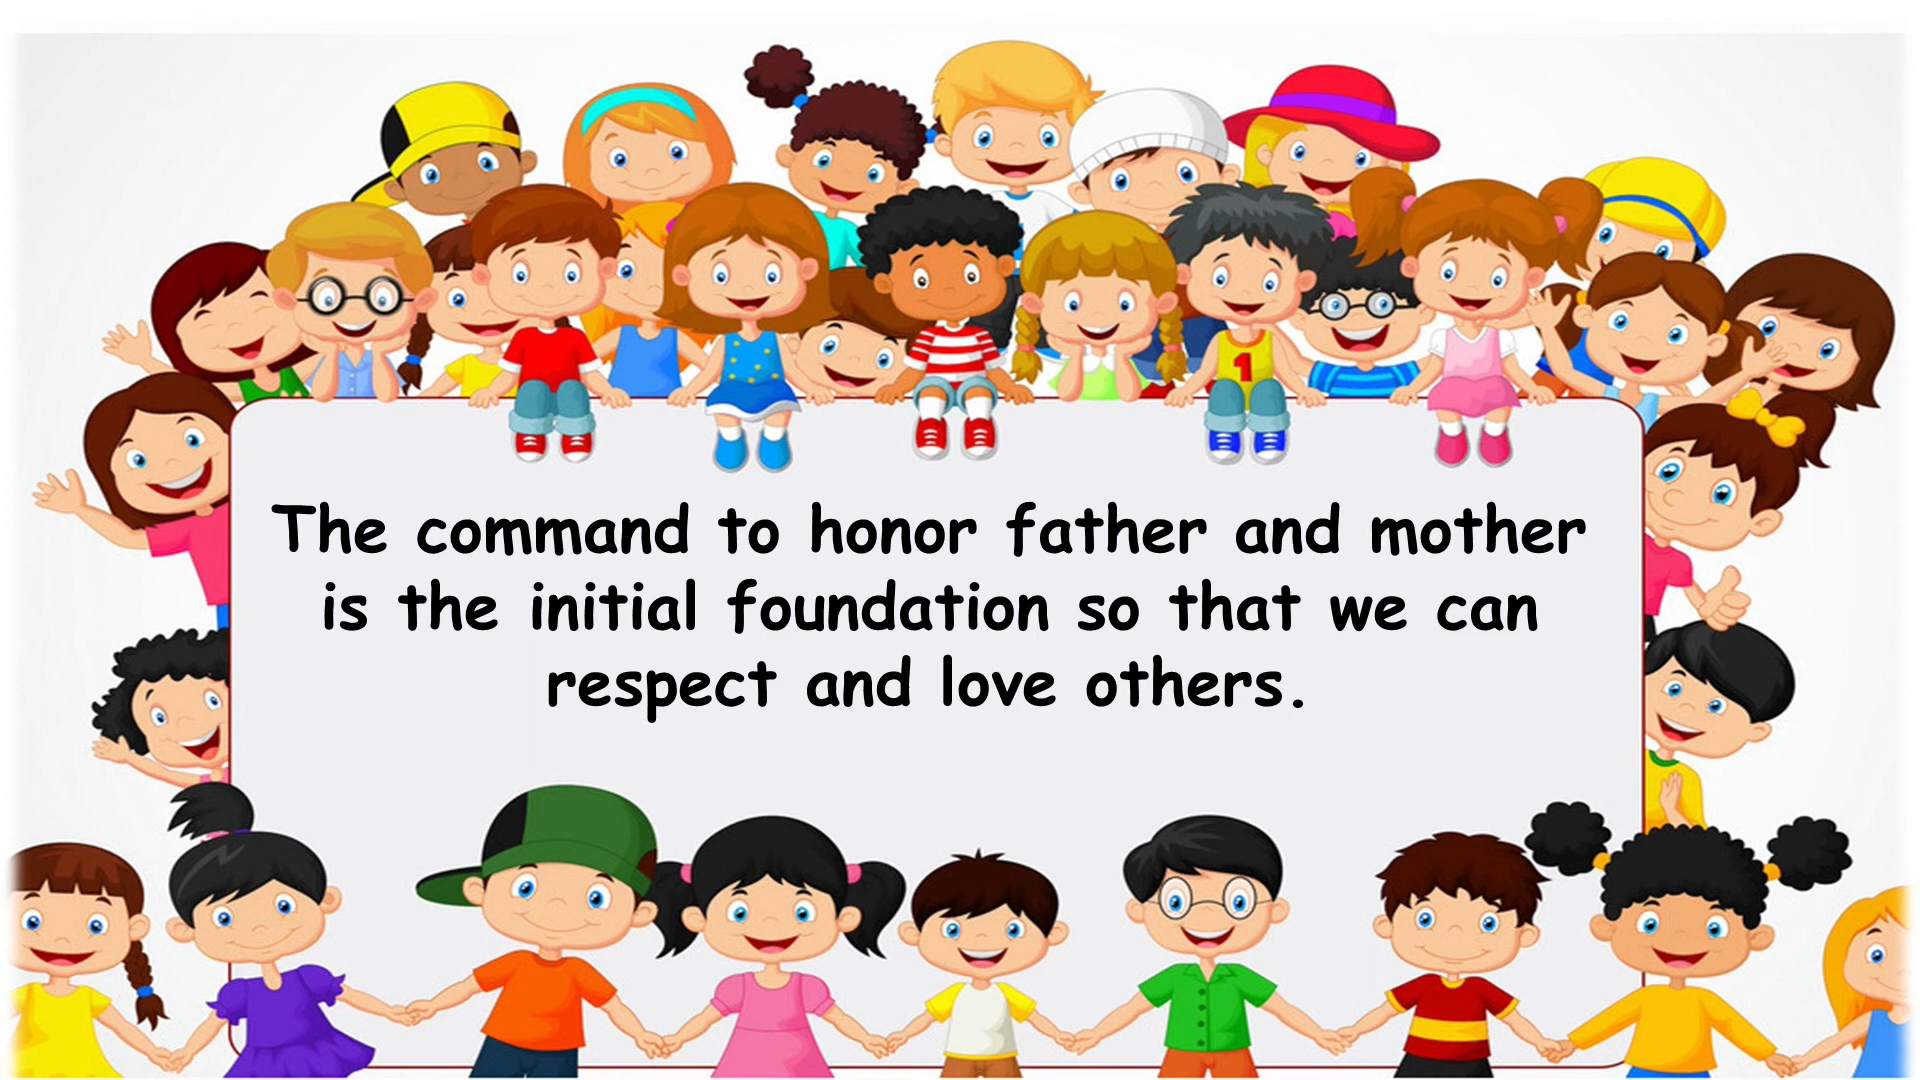 1
The command to honor father and mother
is the initial foundation so that we can
respect and love others.